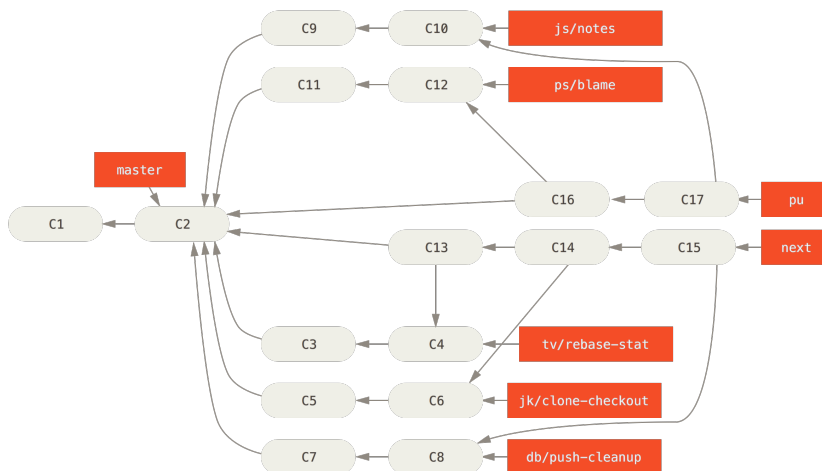 C9
C10
js/notes
C11
C12
ps/blame
master
C16
C17
pu
C1
C2
C13
C14
C15
next
C3
C4
tv/rebase-stat
C5
C6
jk/clone-checkout
C7
C8
db/push-cleanup